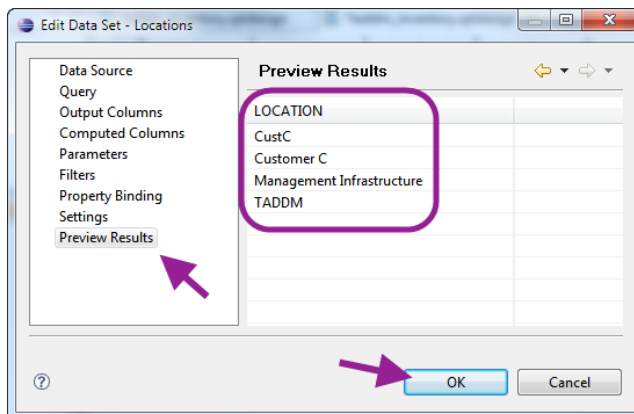 Edit Data Set - Locations
Data Source
Query
Output Columns
Computed Columns
Parameters
Filters
Property Binding
Settings
Preview Results
Preview Results
LOCATION
CustC
Customer C
Management Infrastructure
TADDM
?
OK
Cancel